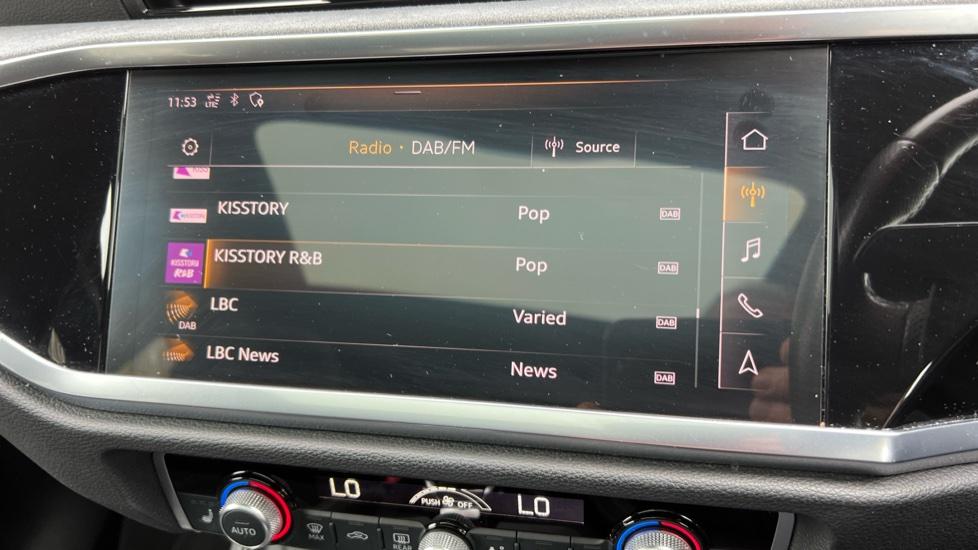 11:53 LTE
Radio · DAB/FM Source
KISSTORY Pop DAB
KISSTORY R&B KISSTORY R&B Pop DAB
LBC Varied DAB
DAB
LBC News News DAB
LO PUSH OFF LO
AUTO MAX REAR